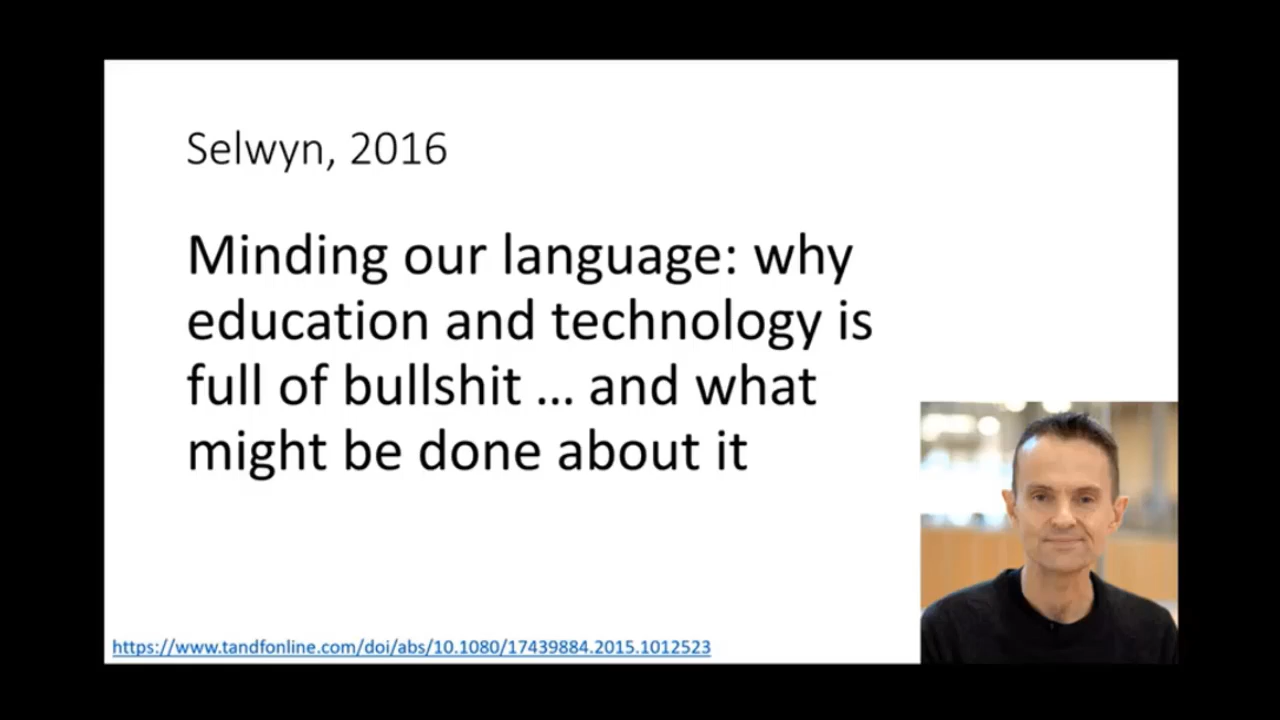 Selwyn, 2016
Minding our language: why
education and technology is
full of bullshit ... and what
might be done about it
https://www.tandfonline.com/doi/abs/10.1080/17439884.2015.1012523